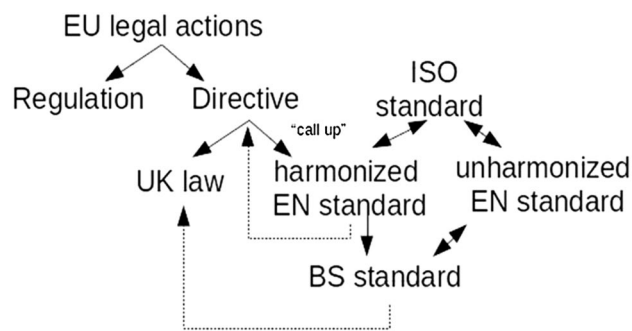 EU legal actions
ISO
standard
Regulation
Directive
“call up”
UK law
harmonized
EN standard
unharmonized
EN standard
BS standard